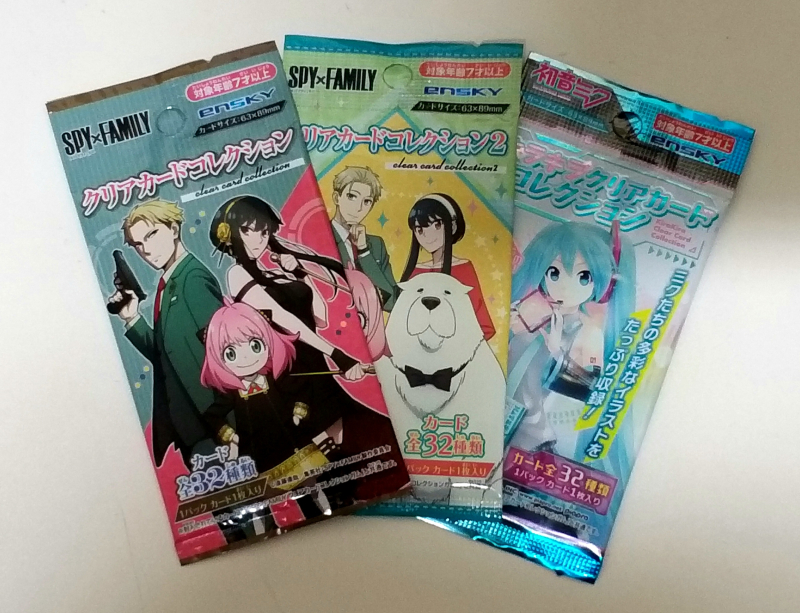 対象年齢7才以上
SPY×FAMILY
ensky
カードサイズ:63×89mm
クリアカードコレクション
clear card collection
カード
全32種類
1パック カード1枚入り
対象年齢7才以上
SPY×FAMILY
ensky
カードサイズ:63×89mm
リアカードコレクション2
clear card collection2
カード
全32種類
パック カード1枚入り
初音ミク
対象年齢7才以上
ensky
キラクリアカード
コレクション
KiraKira
Clear Card
Collection
ミクたちの多彩なイラストを
たっぷり収録!
カード全32種類
1パック カード1枚入り